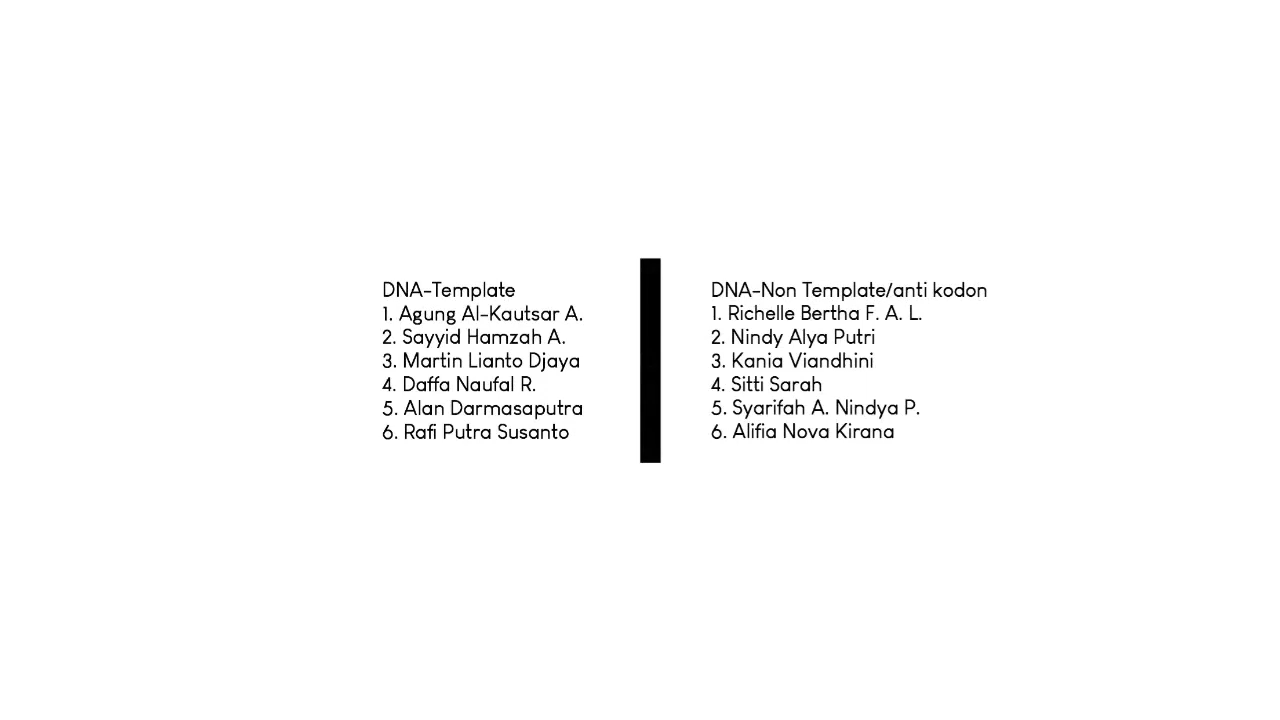 DNA-Template
1. Agung Al-Kautsar A.
2. Sayyid Hamzah A.
3. Martin Lianto Djaya
4. Daffa Naufal R.
5. Alan Darmasaputra
6. Rafi Putra Susanto
DNA-Non Template/anti kodon
1. Richelle Bertha F. A. L.
2. Nindy Alya Putri
3. Kania Viandhini
4. Sitti Sarah
5. Syarifah A. Nindya P.
6. Alifia Nova Kirana